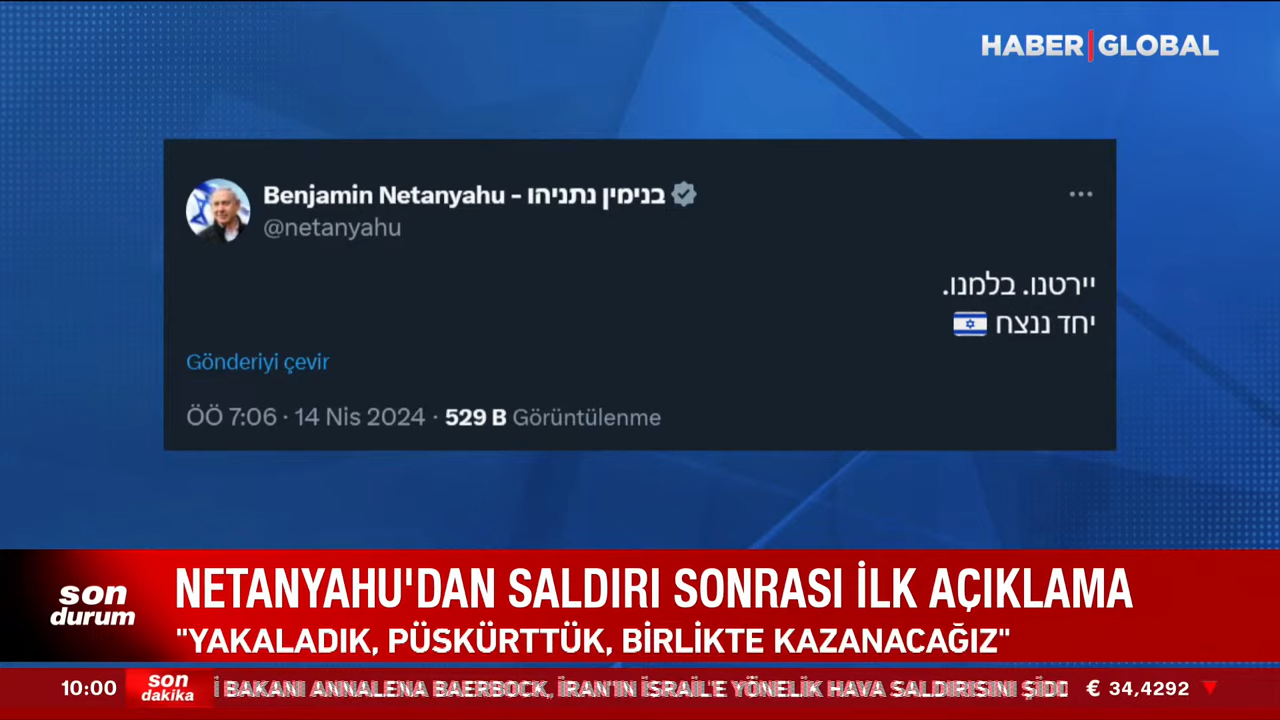 HABER GLOBAL
Benjamin Netanyahu - בנימין נתניהו
@netanyahu
יירטנו. בלמנו.
יחד ננצח
Gönderiyi çevir
ÖÖ 7:06 · 14 Nis 2024 · 529 B Görüntülenme
son durum
NETANYAHU'DAN SALDIRI SONRASI İLK AÇIKLAMA
"YAKALADIK, PÜSKÜRTTÜK, BİRLİKTE KAZANACAĞIZ"
10:00 son dakika BAKANI ANNALENA BAERBOCK, İRAN'IN İSRAİL'E YÖNELİK HAVA SALDIRISINI € 34,4292